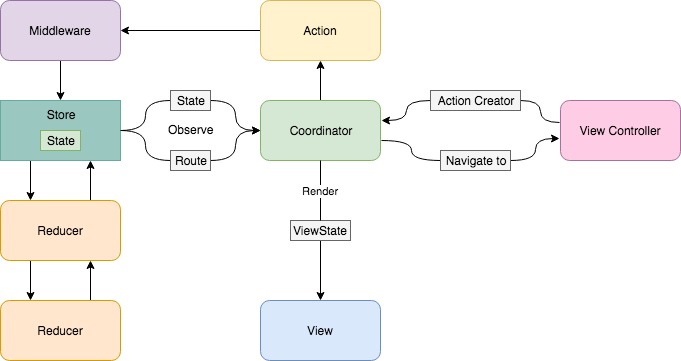 Middleware
Action
Store
State
State
Observe
Route
Coordinator
Action Creator
Navigate to
View Controller
Render
ViewState
Reducer
Reducer
View